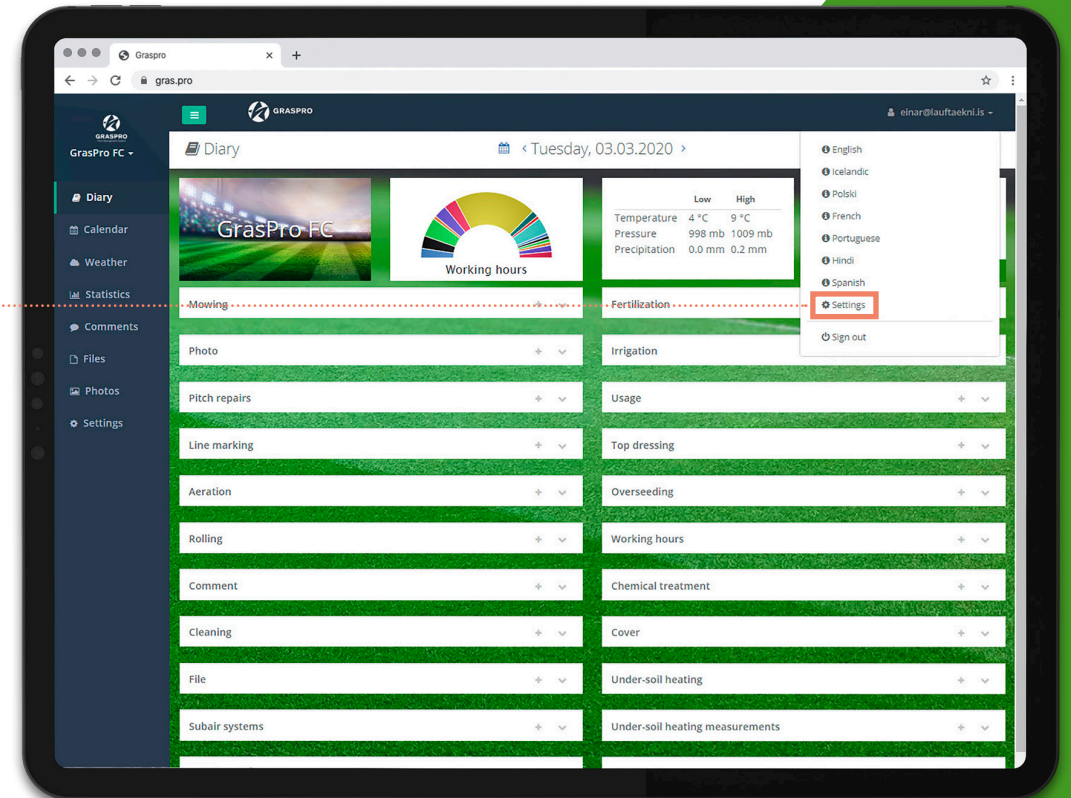 Graspro
gras.pro
GRASPRO
GrasPro FC
GRASPRO
einar@lauftaekni.is
Diary
Calendar
Weather
Statistics
Comments
Files
Photos
Settings
Diary
Tuesday, 03.03.2020
GrasPro FC
Working hours
Low High
Temperature 4 °C 9 °C
Pressure 998 mb 1009 mb
Precipitation 0.0 mm 0.2 mm
English
Icelandic
Polski
French
Portuguese
Hindi
Spanish
Settings
Sign out
Mowing
Fertilization
Photo
Irrigation
Pitch repairs
Usage
Line marking
Top dressing
Aeration
Overseeding
Rolling
Working hours
Comment
Chemical treatment
Cleaning
Cover
File
Under-soil heating
Subair systems
Under-soil heating measurements